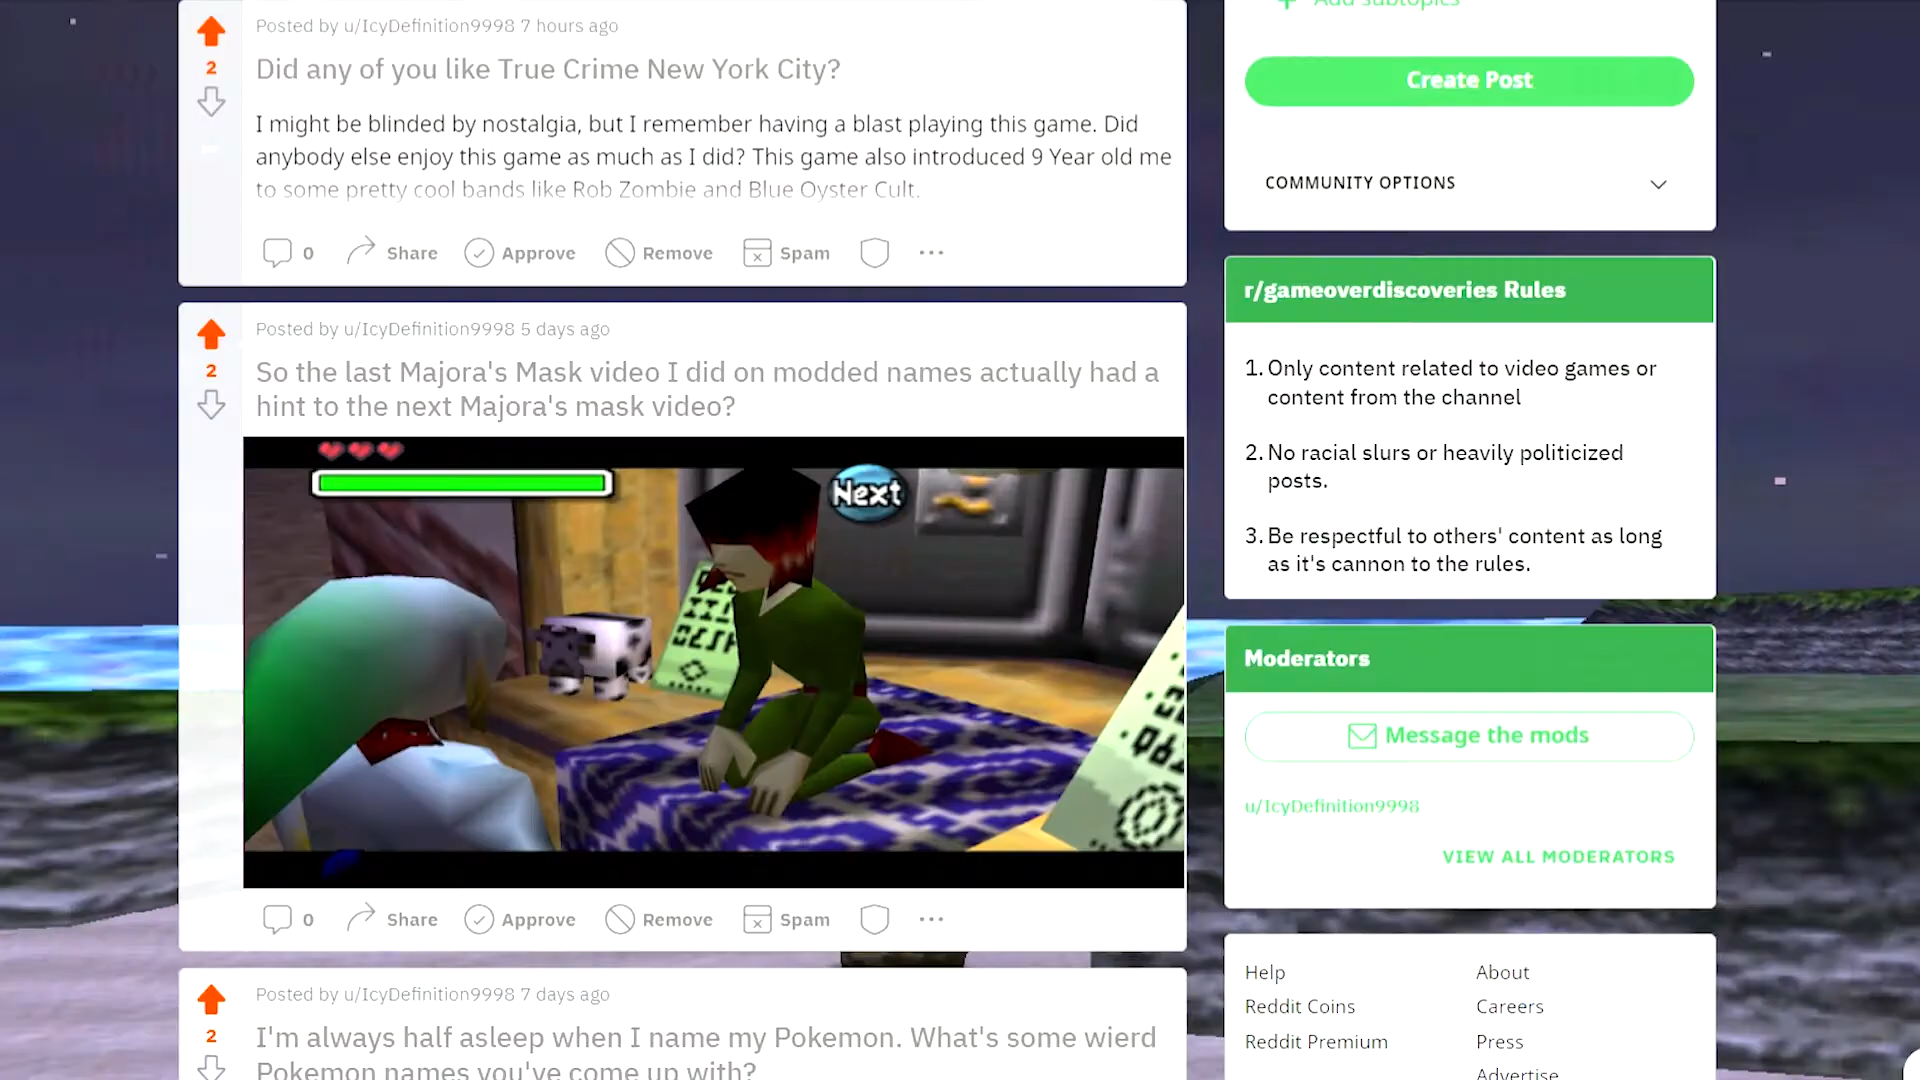 Posted by u/IcyDefinition9998 7 hours ago
2
Did any of you like True Crime New York City?
I might be blinded by nostalgia, but I remember having a blast playing this game. Did
anybody else enjoy this game as much as I did? This game also introduced 9 Year old me
to some pretty cool bands like Rob Zombie and Blue Oyster Cult.
0 Share Approve Remove Spam ...
Posted by u/IcyDefinition9998 5 days ago
2
So the last Majora's Mask video I did on modded names actually had a
hint to the next Majora's mask video?
Next
0 Share Approve Remove Spam ...
Posted by u/IcyDefinition9998 7 days ago
2
I'm always half asleep when I name my Pokemon. What's some wierd
Pokemon names you've come up with?
+ Add subtopics
Create Post
COMMUNITY OPTIONS
r/gameoverdiscoveries Rules
1. Only content related to video games or
content from the channel
2. No racial slurs or heavily politicized
posts.
3. Be respectful to others' content as long
as it's cannon to the rules.
Moderators
Message the mods
u/IcyDefinition9998
VIEW ALL MODERATORS
Help About
Reddit Coins Careers
Reddit Premium Press
Advertise